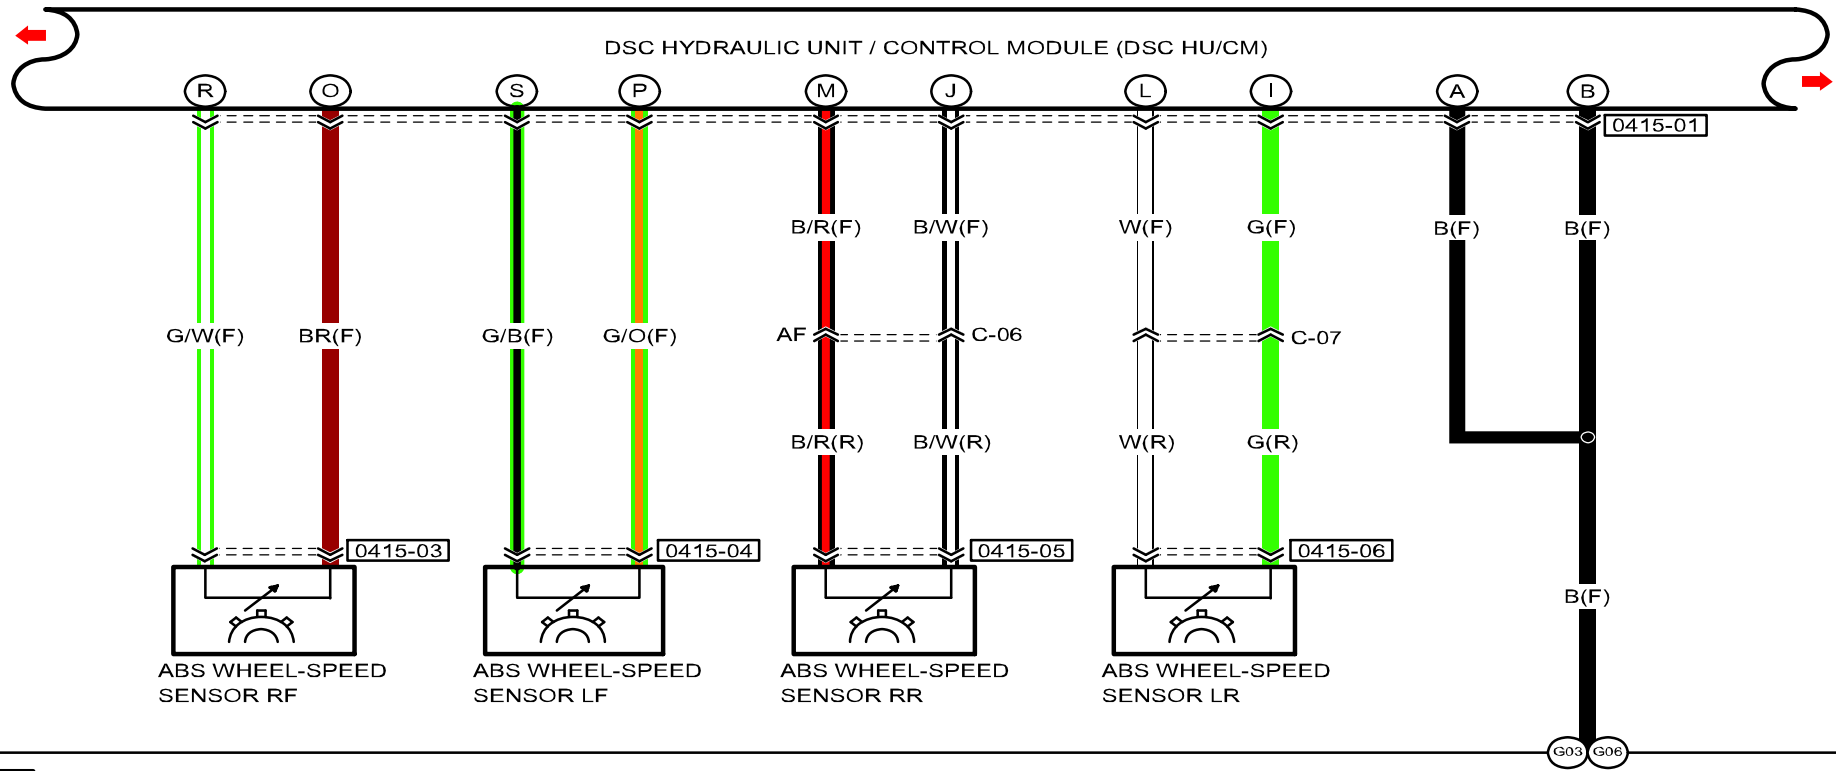 DSC HYDRAULIC UNIT / CONTROL MODULE (DSC HU/CM)
R O S P M J L I A B
0415-01
B/R(F) B/W(F) W(F) G(F) B(F) B(F)
G/W(F) BR(F) G/B(F) G/O(F) AF C-06 C-07
B/R(R) B/W(R) W(R) G(R)
0415-03 0415-04 0415-05 0415-06
B(F)
ABS WHEEL-SPEED
SENSOR RF
ABS WHEEL-SPEED
SENSOR LF
ABS WHEEL-SPEED
SENSOR RR
ABS WHEEL-SPEED
SENSOR LR
G03 G06